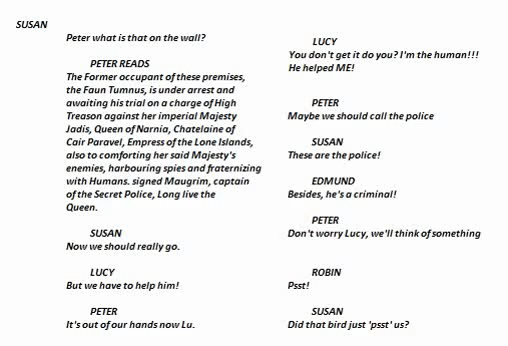 SUSAN
Peter what is that on the wall?
PETER READS
The Former occupant of these premises,
the Faun Tumnus, is under arrest and
awaiting his trial on a charge of High
Treason against her imperial Majesty
Jadis, Queen of Narnia, Chatelaine of
Cair Paravel, Empress of the Lone Islands,
also to comforting her said Majesty's
enemies, harbouring spies and fraternizing
with Humans. signed Maugrim, captain
of the Secret Police, Long live the
Queen.
SUSAN
Now we should really go.
LUCY
But we have to help him!
PETER
It's out of our hands now Lu.
LUCY
You don't get it do you? I'm the human!!!
He helped ME!
PETER
Maybe we should call the police
SUSAN
These are the police!
EDMUND
Besides, he's a criminal!
PETER
Don't worry Lucy, we'll think of something
ROBIN
Psst!
SUSAN
Did that bird just 'psst' us?